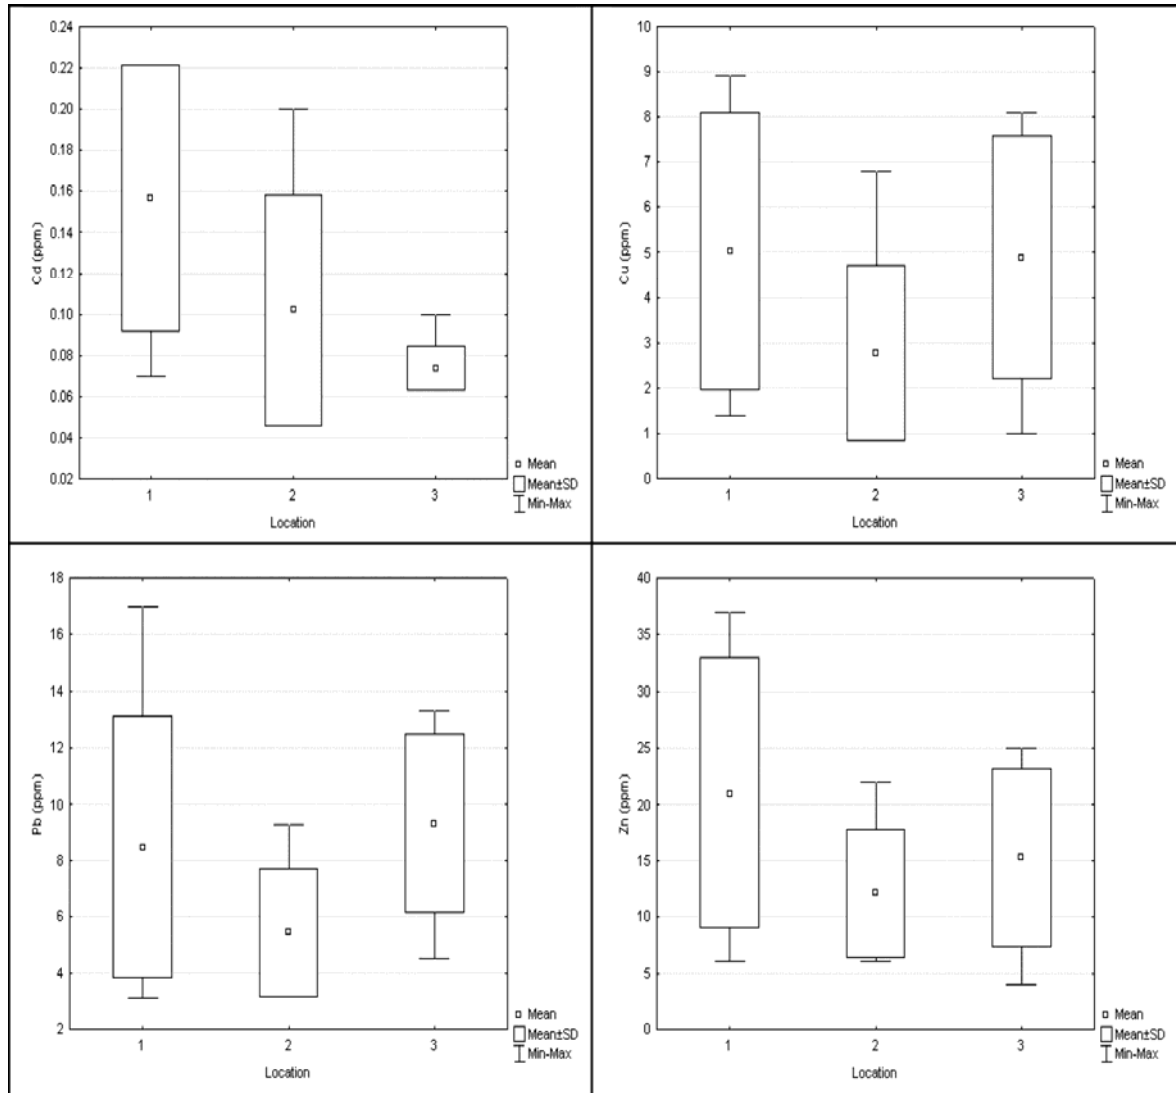 0.24
0.22
0.20
0.18
0.16
0.14
0.12
0.10
0.08
0.06
0.04
0.02
Cd (ppm)
1 2 3
Location
Mean
Mean±SD
Min-Max
10
9
8
7
6
5
4
3
2
1
0
Cu (ppm)
1 2 3
Location
Mean
Mean±SD
Min-Max
18
16
14
12
10
8
6
4
2
Pb (ppm)
1 2 3
Location
Mean
Mean±SD
Min-Max
40
35
30
25
20
15
10
5
0
Zn (ppm)
1 2 3
Location
Mean
Mean±SD
Min-Max